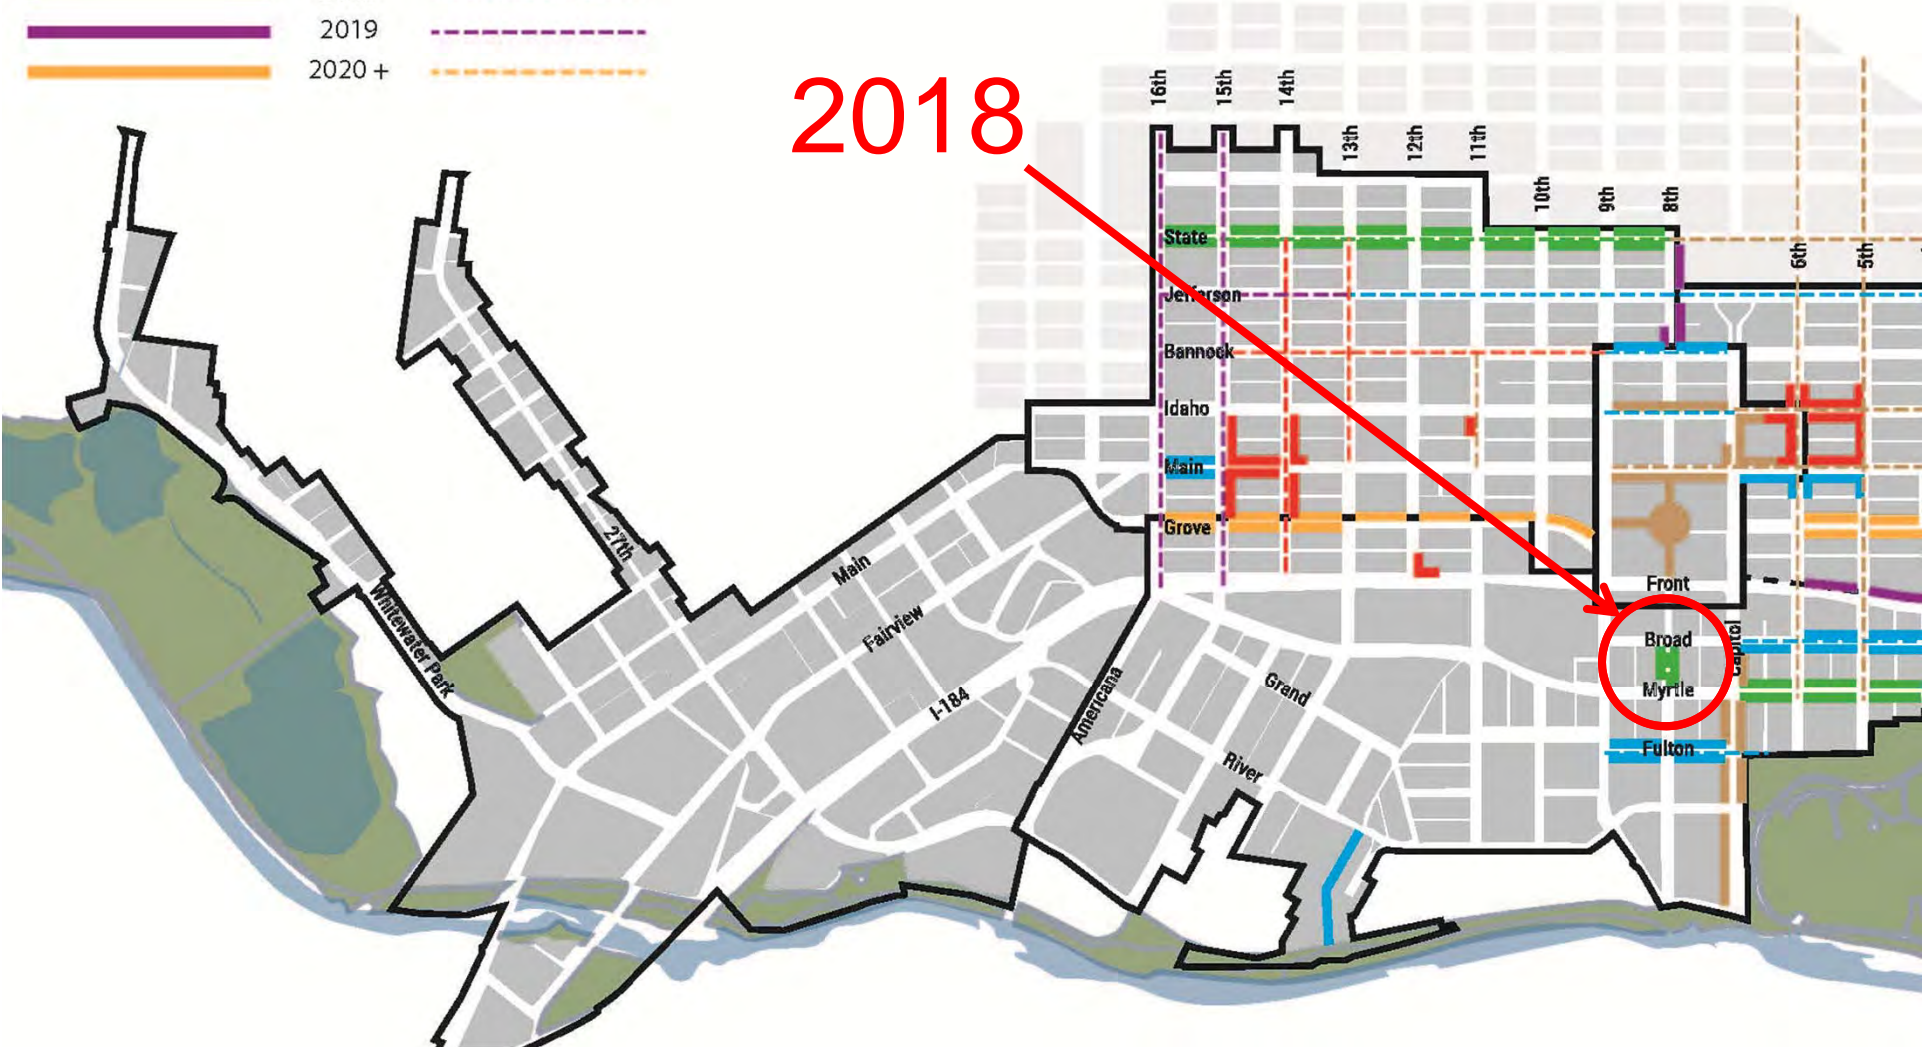 2019
2020 +
2018
16th
15th
14th
13th
12th
11th
10th
9th
8th
6th
5th
State
Jefferson
Bannock
Idaho
Main
Grove
27th
Main
Fairview
Whitewater Park
I-184
Americana
Grand
River
Front
Broad
Capitol
Myrtle
Fulton